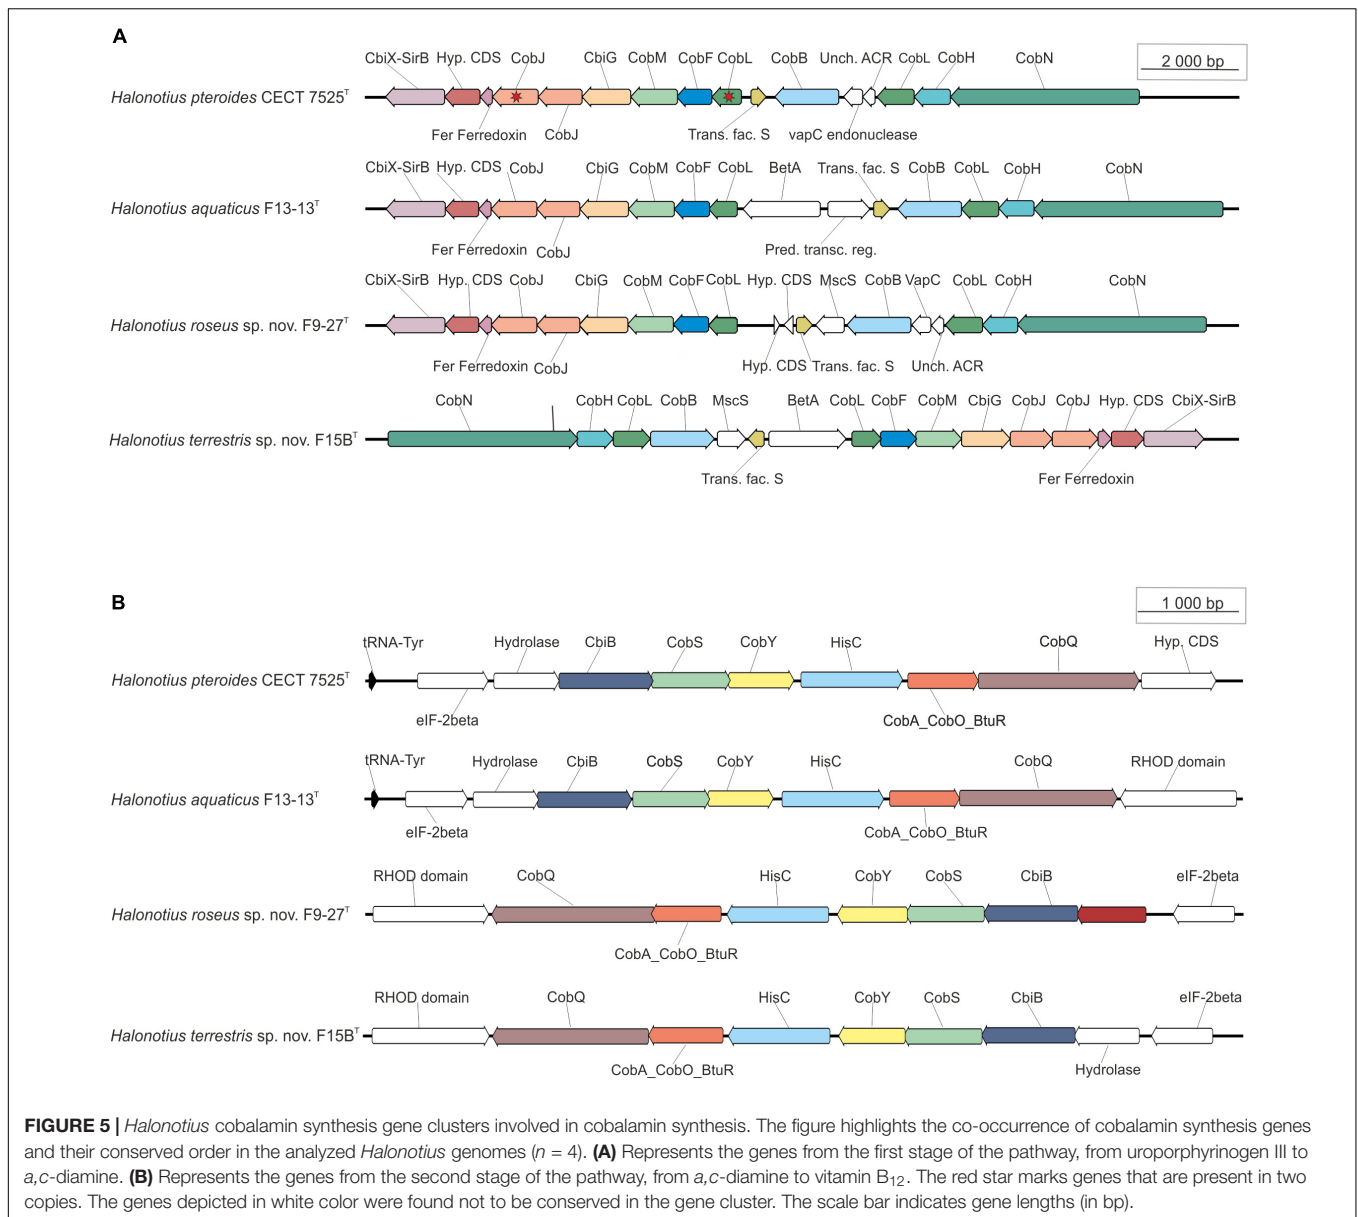 A
2 000 bp
CbiX-SirB Hyp. CDS CobJ CbiG CobM CobF CobL CobB Unch. ACR CobL CobH CobN
Halonotius pteroides CECT 7525T
Fer Ferredoxin CobJ Trans. fac. S vapC endonuclease
CbiX-SirB Hyp. CDS CobJ CbiG CobM CobF CobL BetA Trans. fac. S CobB CobL CobH CobN
Halonotius aquaticus F13-13T
Fer Ferredoxin CobJ Pred. transc. reg.
CbiX-SirB Hyp. CDS CobJ CbiG CobM CobF CobL Hyp. CDS MscS CobB VapC CobL CobH CobN
Halonotius roseus sp. nov. F9-27T
Fer Ferredoxin CobJ Hyp. CDS Trans. fac. S Unch. ACR
CobN CobH CobL CobB MscS BetA CobL CobF CobM CbiG CobJ CobJ Hyp. CDS CbiX-SirB
Halonotius terrestris sp. nov. F15BT
Trans. fac. S Fer Ferredoxin
B
1 000 bp
tRNA-Tyr Hydrolase CbiB CobS CobY HisC CobQ Hyp. CDS
Halonotius pteroides CECT 7525T
eIF-2beta CobA_CobO_BtuR
tRNA-Tyr Hydrolase CbiB CobS CobY HisC CobQ RHOD domain
Halonotius aquaticus F13-13T
eIF-2beta CobA_CobO_BtuR
RHOD domain CobQ HisC CobY CobS CbiB eIF-2beta
Halonotius roseus sp. nov. F9-27T
CobA_CobO_BtuR
RHOD domain CobQ HisC CobY CobS CbiB eIF-2beta
Halonotius terrestris sp. nov. F15BT
CobA_CobO_BtuR Hydrolase
FIGURE 5 | Halonotius cobalamin synthesis gene clusters involved in cobalamin synthesis. The figure highlights the co-occurrence of cobalamin synthesis genes
and their conserved order in the analyzed Halonotius genomes (n = 4). (A) Represents the genes from the first stage of the pathway, from uroporphyrinogen III to
a,c-diamine. (B) Represents the genes from the second stage of the pathway, from a,c-diamine to vitamin B12. The red star marks genes that are present in two
copies. The genes depicted in white color were found not to be conserved in the gene cluster. The scale bar indicates gene lengths (in bp).